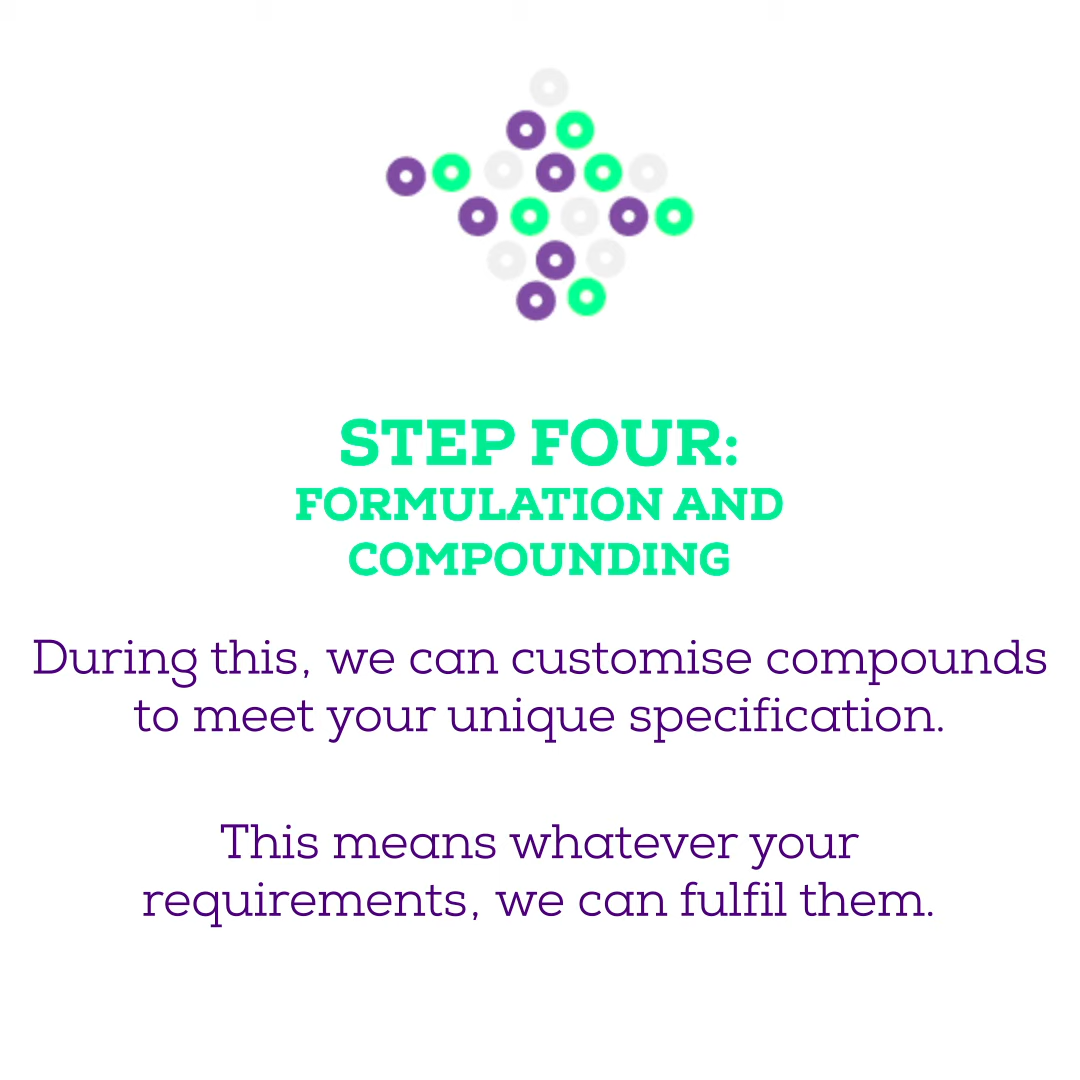 STEP FOUR:
FORMULATION AND
COMPOUNDING
During this, we can customise compounds
to meet your unique specification.
This means whatever your
requirements, we can fulfil them.